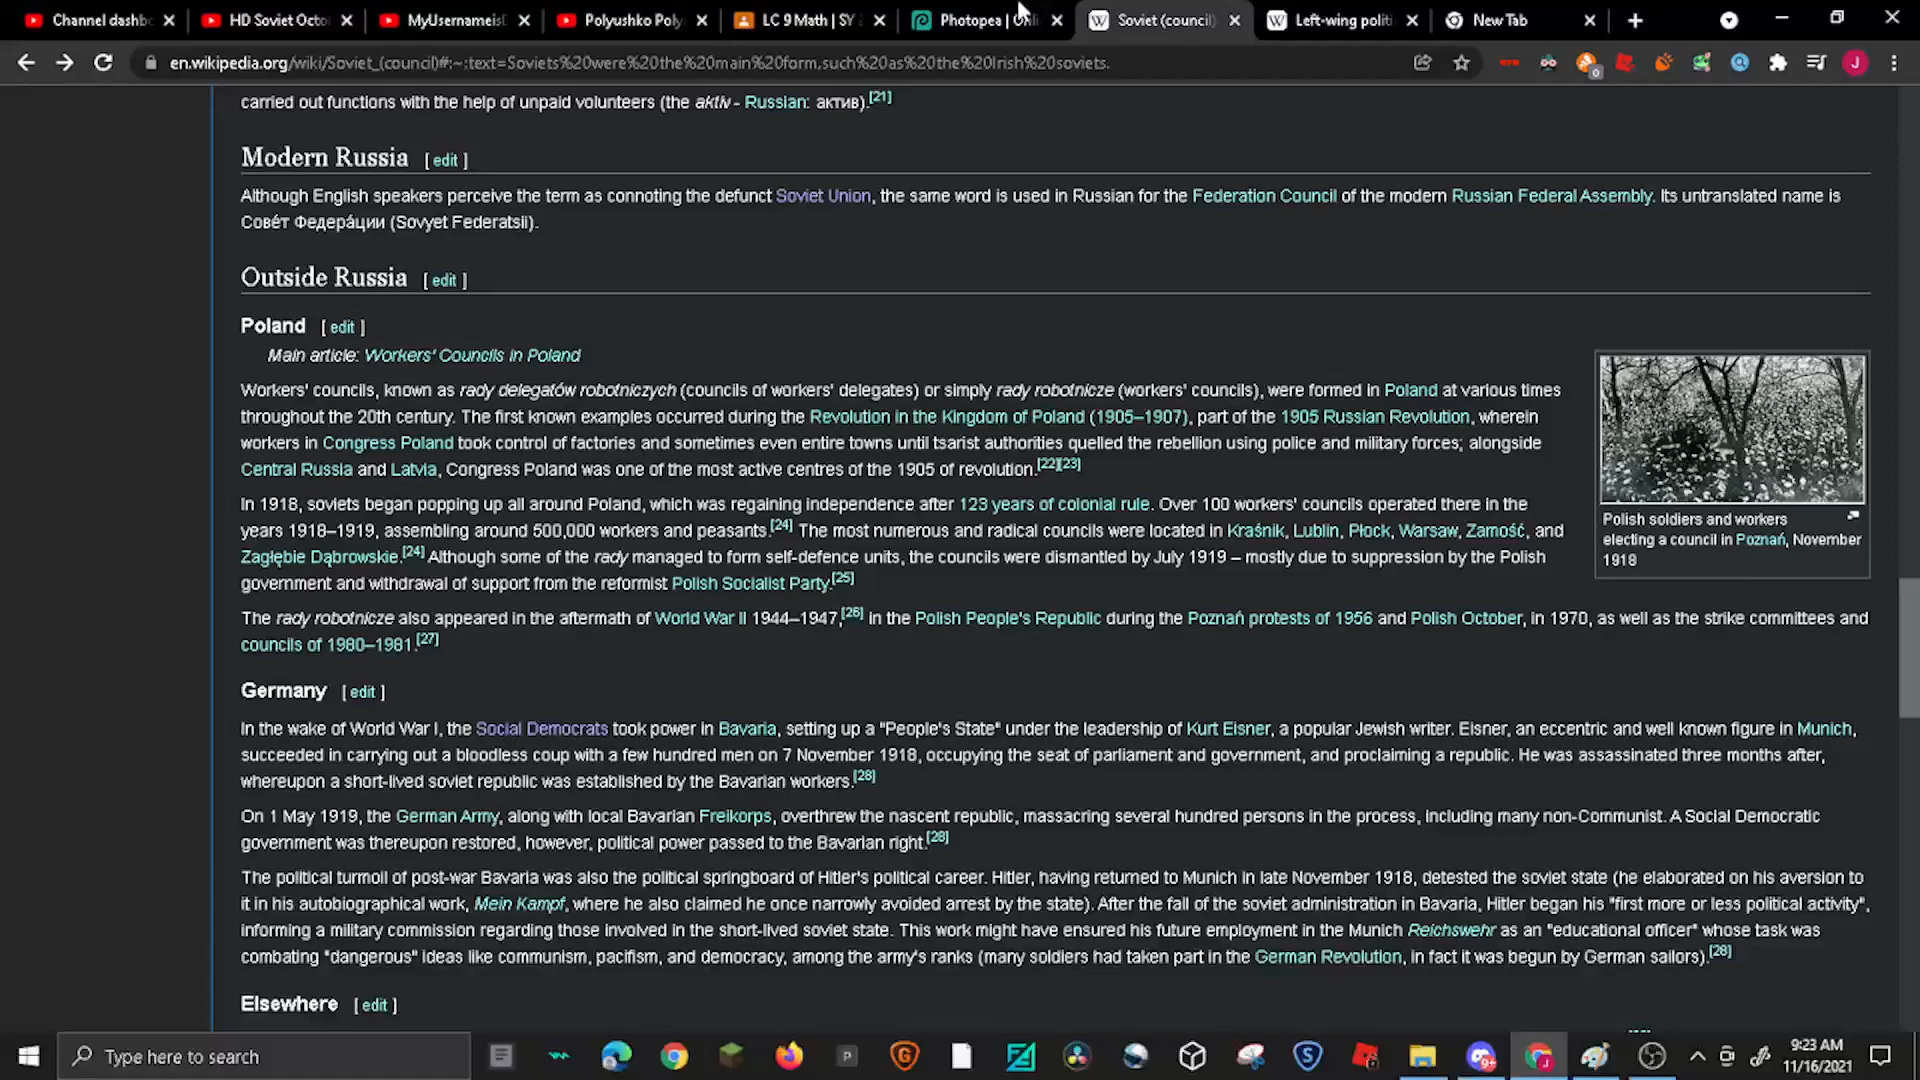 Channel dashb
HD Soviet Octo
MyUsernameis
Polyushko Poly
LC 9 Math | SY 2
Photopea | Onli
Soviet (council)
Left-wing politi
New Tab
en.wikipedia.org/wiki/Soviet_(council)#:~:text=Soviets%20were%20the%20main%20form,such%20as%20the%20Irish%20soviets.
0
J
carried out functions with the help of unpaid volunteers (the aktiv - Russian: актив).[21]
Modern Russia [ edit ]
Although English speakers perceive the term as connoting the defunct Soviet Union, the same word is used in Russian for the Federation Council of the modern Russian Federal Assembly. Its untranslated name is
Сове́т Федера́ции (Sovyet Federatsii).
Outside Russia [ edit ]
Poland [ edit ]
Main article: Workers' Councils in Poland
Workers' councils, known as rady delegatów robotniczych (councils of workers' delegates) or simply rady robotnicze (workers' councils), were formed in Poland at various times
throughout the 20th century. The first known examples occurred during the Revolution in the Kingdom of Poland (1905–1907), part of the 1905 Russian Revolution, wherein
workers in Congress Poland took control of factories and sometimes even entire towns until tsarist authorities quelled the rebellion using police and military forces; alongside
Central Russia and Latvia, Congress Poland was one of the most active centres of the 1905 of revolution.[22][23]
In 1918, soviets began popping up all around Poland, which was regaining independence after 123 years of colonial rule. Over 100 workers' councils operated there in the
years 1918–1919, assembling around 500,000 workers and peasants.[24] The most numerous and radical councils were located in Kraśnik, Lublin, Płock, Warsaw, Zamość, and
Zagłębie Dąbrowskie.[24] Although some of the rady managed to form self-defence units, the councils were dismantled by July 1919 – mostly due to suppression by the Polish
government and withdrawal of support from the reformist Polish Socialist Party.[25]
Polish soldiers and workers
electing a council in Poznań, November
1918
The rady robotnicze also appeared in the aftermath of World War II 1944–1947,[26] in the Polish People's Republic during the Poznań protests of 1956 and Polish October, in 1970, as well as the strike committees and
councils of 1980–1981.[27]
Germany [ edit ]
In the wake of World War I, the Social Democrats took power in Bavaria, setting up a "People's State" under the leadership of Kurt Eisner, a popular Jewish writer. Eisner, an eccentric and well known figure in Munich,
succeeded in carrying out a bloodless coup with a few hundred men on 7 November 1918, occupying the seat of parliament and government, and proclaiming a republic. He was assassinated three months after,
whereupon a short-lived soviet republic was established by the Bavarian workers.[28]
On 1 May 1919, the German Army, along with local Bavarian Freikorps, overthrew the nascent republic, massacring several hundred persons in the process, including many non-Communist. A Social Democratic
government was thereupon restored, however, political power passed to the Bavarian right.[28]
The political turmoil of post-war Bavaria was also the political springboard of Hitler's political career. Hitler, having returned to Munich in late November 1918, detested the soviet state (he elaborated on his aversion to
it in his autobiographical work, Mein Kampf, where he also claimed he once narrowly avoided arrest by the state). After the fall of the soviet administration in Bavaria, Hitler began his "first more or less political activity",
informing a military commission regarding those involved in the short-lived soviet state. This work might have ensured his future employment in the Munich Reichswehr as an "educational officer" whose task was
combating "dangerous" ideas like communism, pacifism, and democracy, among the army's ranks (many soldiers had taken part in the German Revolution, in fact it was begun by German sailors).[28]
Elsewhere [ edit ]
Type here to search
9:23 AM
11/16/2021